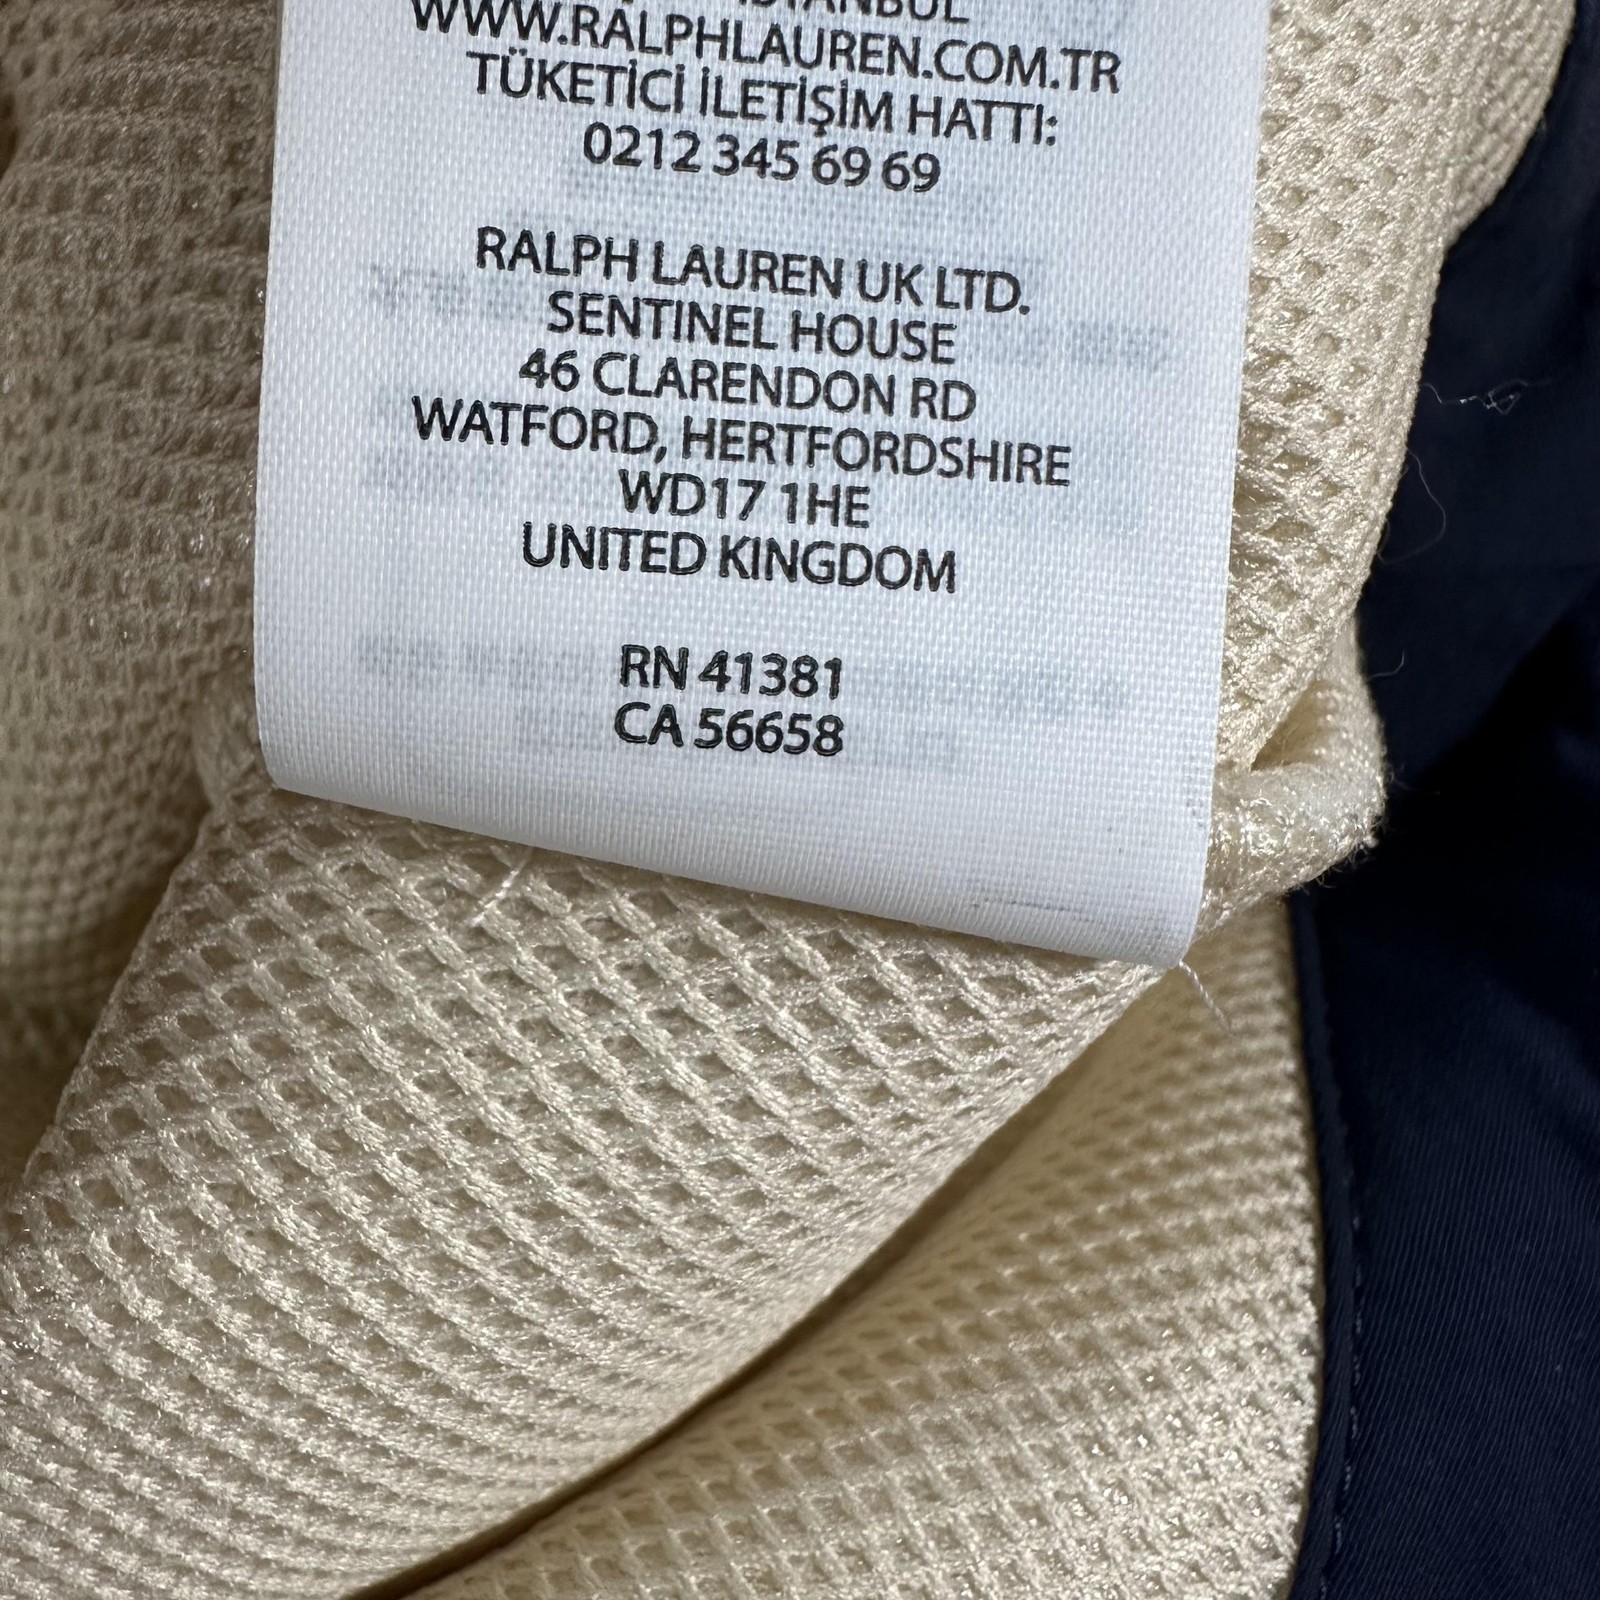 İSTANBUL
WWW.RALPHLAUREN.COM.TR
TÜKETİCİ İLETİŞİM HATTI:
0212 345 69 69
RALPH LAUREN UK LTD.
SENTINEL HOUSE
46 CLARENDON RD
WATFORD, HERTFORDSHIRE
WD17 1HE
UNITED KINGDOM
RN 41381
CA 56658